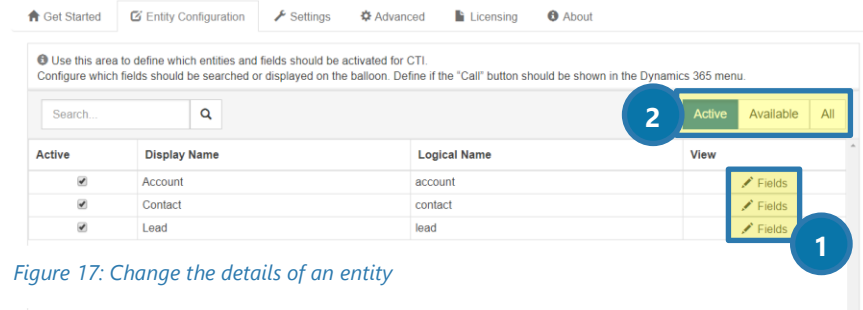 Get Started Entity Configuration Settings Advanced Licensing About
Use this area to define which entities and fields should be activated for CTI.
Configure which fields should be searched or displayed on the balloon. Define if the "Call" button should be shown in the Dynamics 365 menu.
Search... 2 Active Available All
Active Display Name Logical Name View
Account account Fields
Contact contact Fields
Lead lead Fields
1
Figure 17: Change the details of an entity